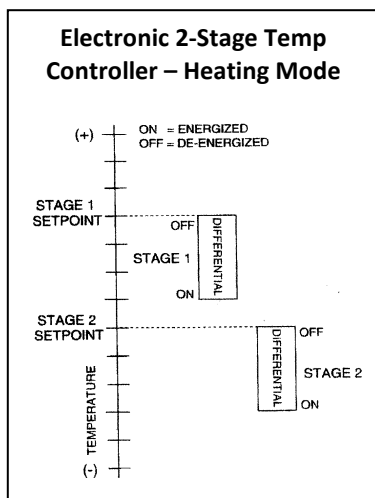 Electronic 2-Stage Temp
Controller – Heating Mode
(+)
ON = ENERGIZED
OFF = DE-ENERGIZED
STAGE 1
SETPOINT
OFF
DIFFERENTIAL
STAGE 1
ON
STAGE 2
SETPOINT
OFF
DIFFERENTIAL
STAGE 2
ON
TEMPERATURE
(-)